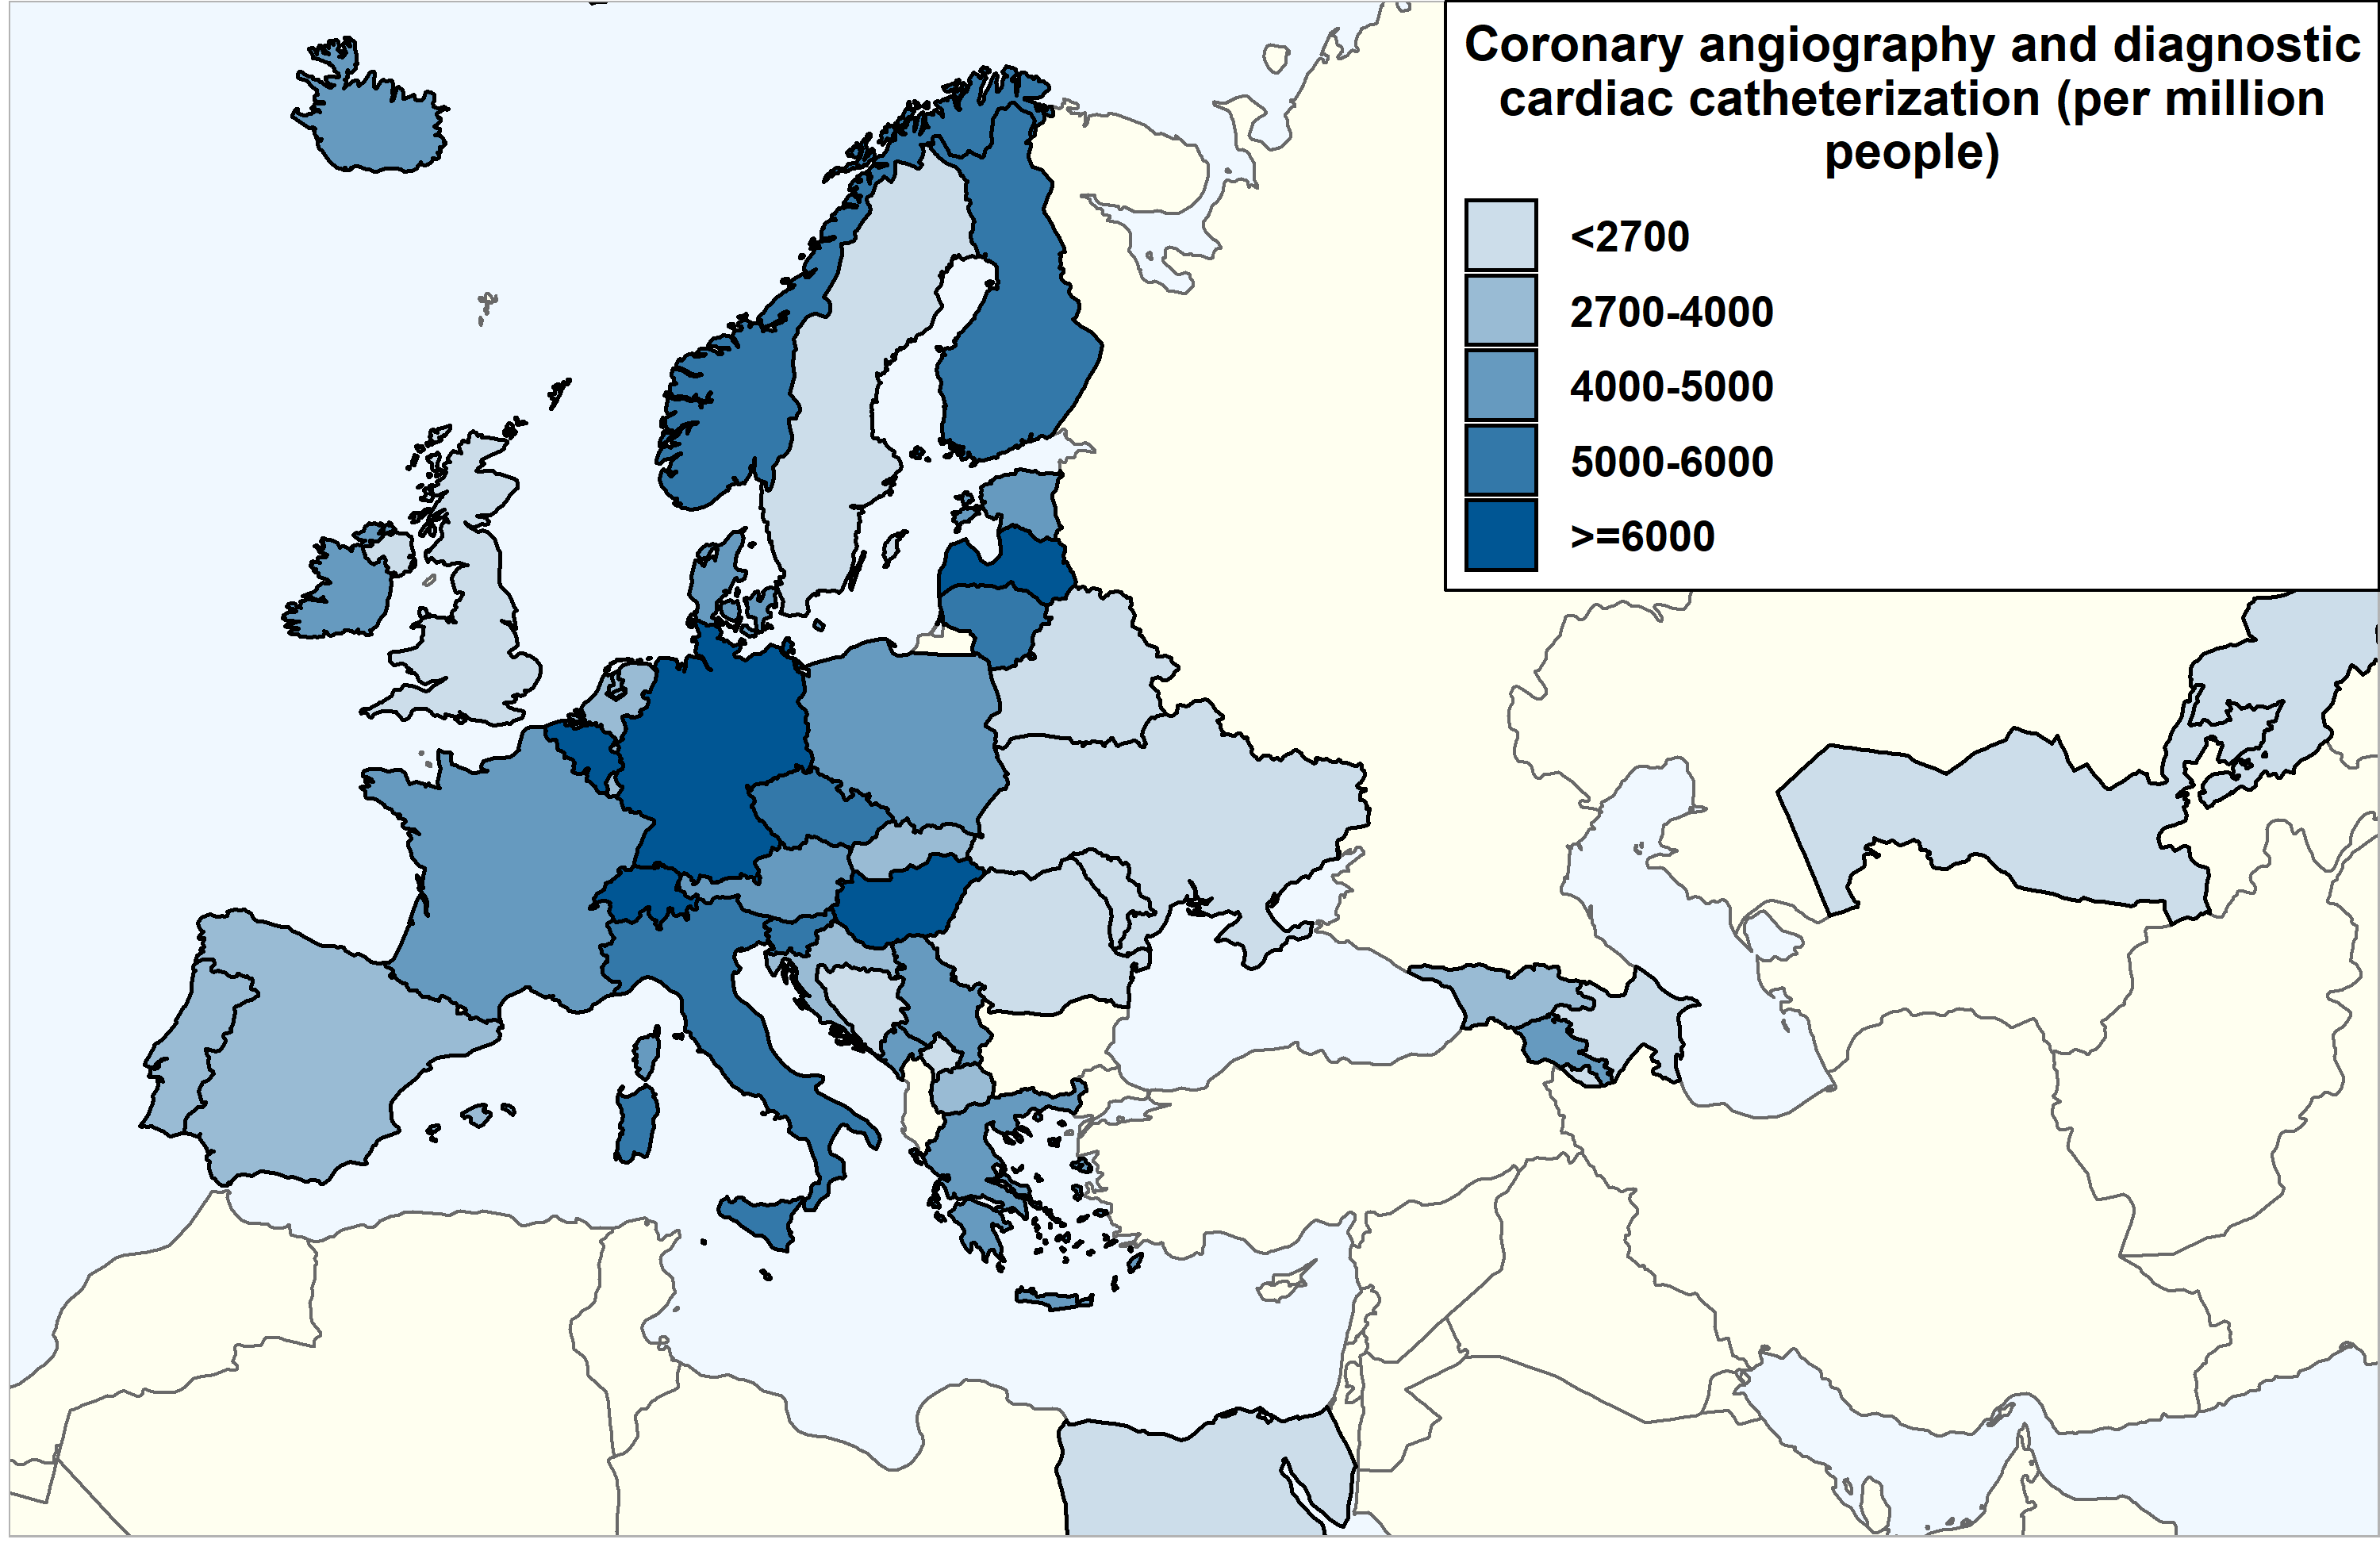 Coronary angiography and diagnostic
cardiac catheterization (per million
people)
<2700
2700-4000
4000-5000
5000-6000
>=6000